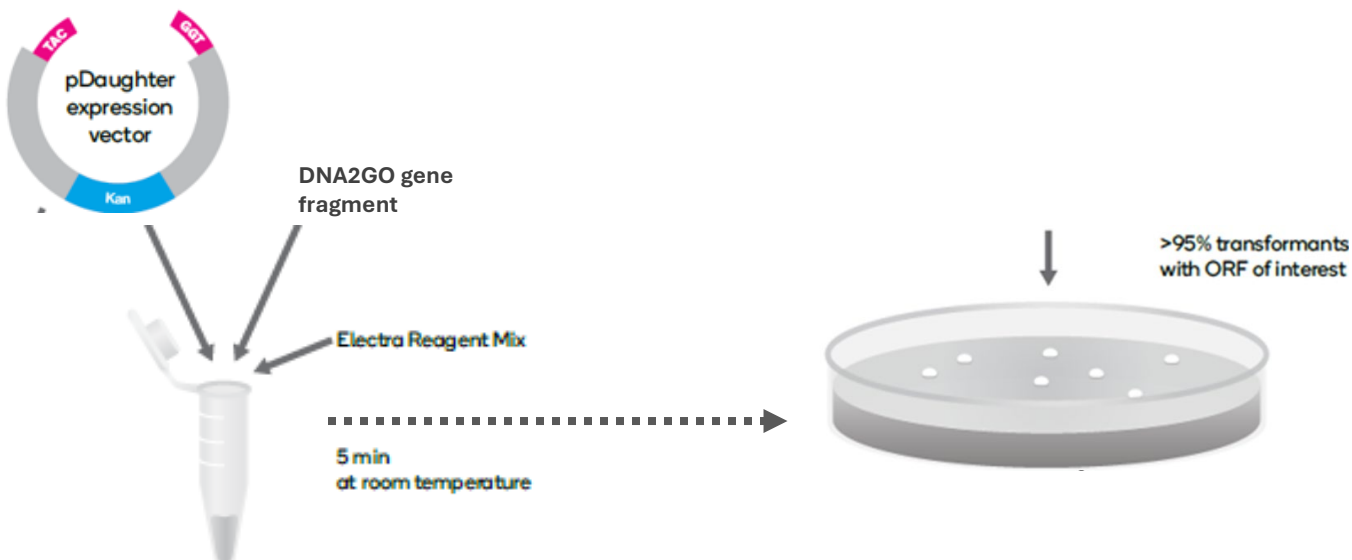 TAC
GGT
pDaughter
expression
vector
Kan
DNA2GO gene
fragment
Electra Reagent Mix
5 min
at room temperature
>95% transformants
with ORF of interest